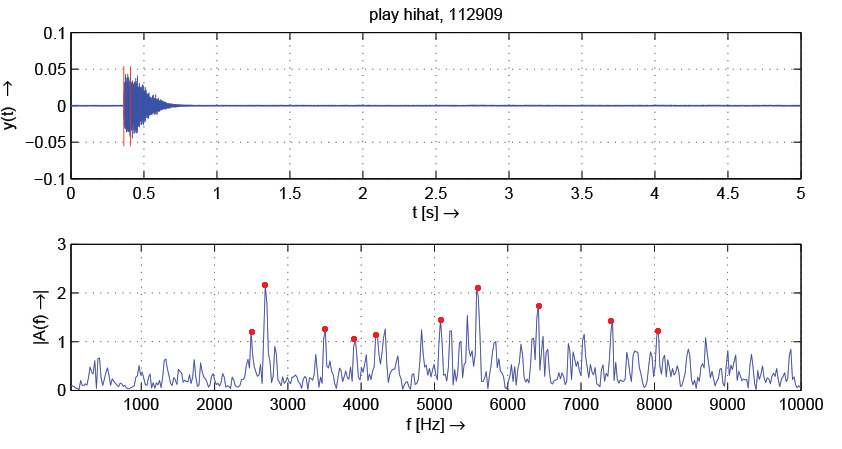 play hihat, 112909
0.1
0.05
0
−0.05
−0.1
y(t) →
0 0.5 1 1.5 2 2.5 3 3.5 4 4.5 5
t [s] →
3
2
1
0
|A(f) →|
1000 2000 3000 4000 5000 6000 7000 8000 9000 10000
f [Hz] →